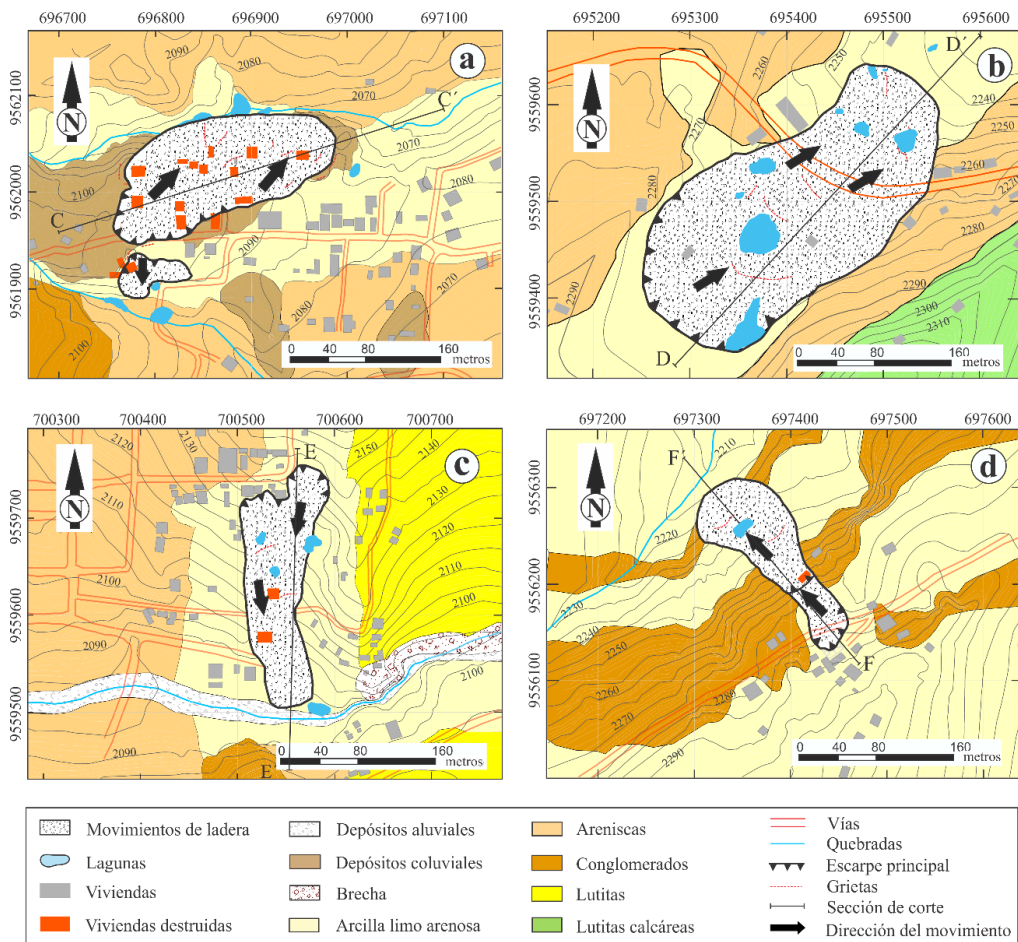 696700 696800 696900 697000 697100
9562100
9562000
9561900
N
a
2090
2080
2070
C´
2070
2100
2080
C
2090
2080
2070
2100
0 40 80 160
metros
695200 695300 695400 695500 695600
9559600
9559500
9559400
N
b
D´
2250
2260
2240
2270
2250
2260
2270
2280
2280
2290
2290
2300
2310
D
0 40 80 160
metros
700300 700400 700500 700600 700700
9559700
9559600
9559500
N
c
2120
2130
E
2150
2140
2110
2130
2120
2110
2100
2100
2090
2100
2090
E
0 40 80 160
metros
697200 697300 697400 697500 697600
9556300
9556200
9556100
N
d
F´
2210
2220
2230
2240
2250
2260
2270
2280
2290
F
0 40 80 160
metros
Movimientos de ladera
Lagunas
Viviendas
Viviendas destruidas
Depósitos aluviales
Depósitos coluviales
Brecha
Arcilla limo arenosa
Areniscas
Conglomerados
Lutitas
Lutitas calcáreas
Vías
Quebradas
Escarpe principal
Grietas
Sección de corte
Dirección del movimiento